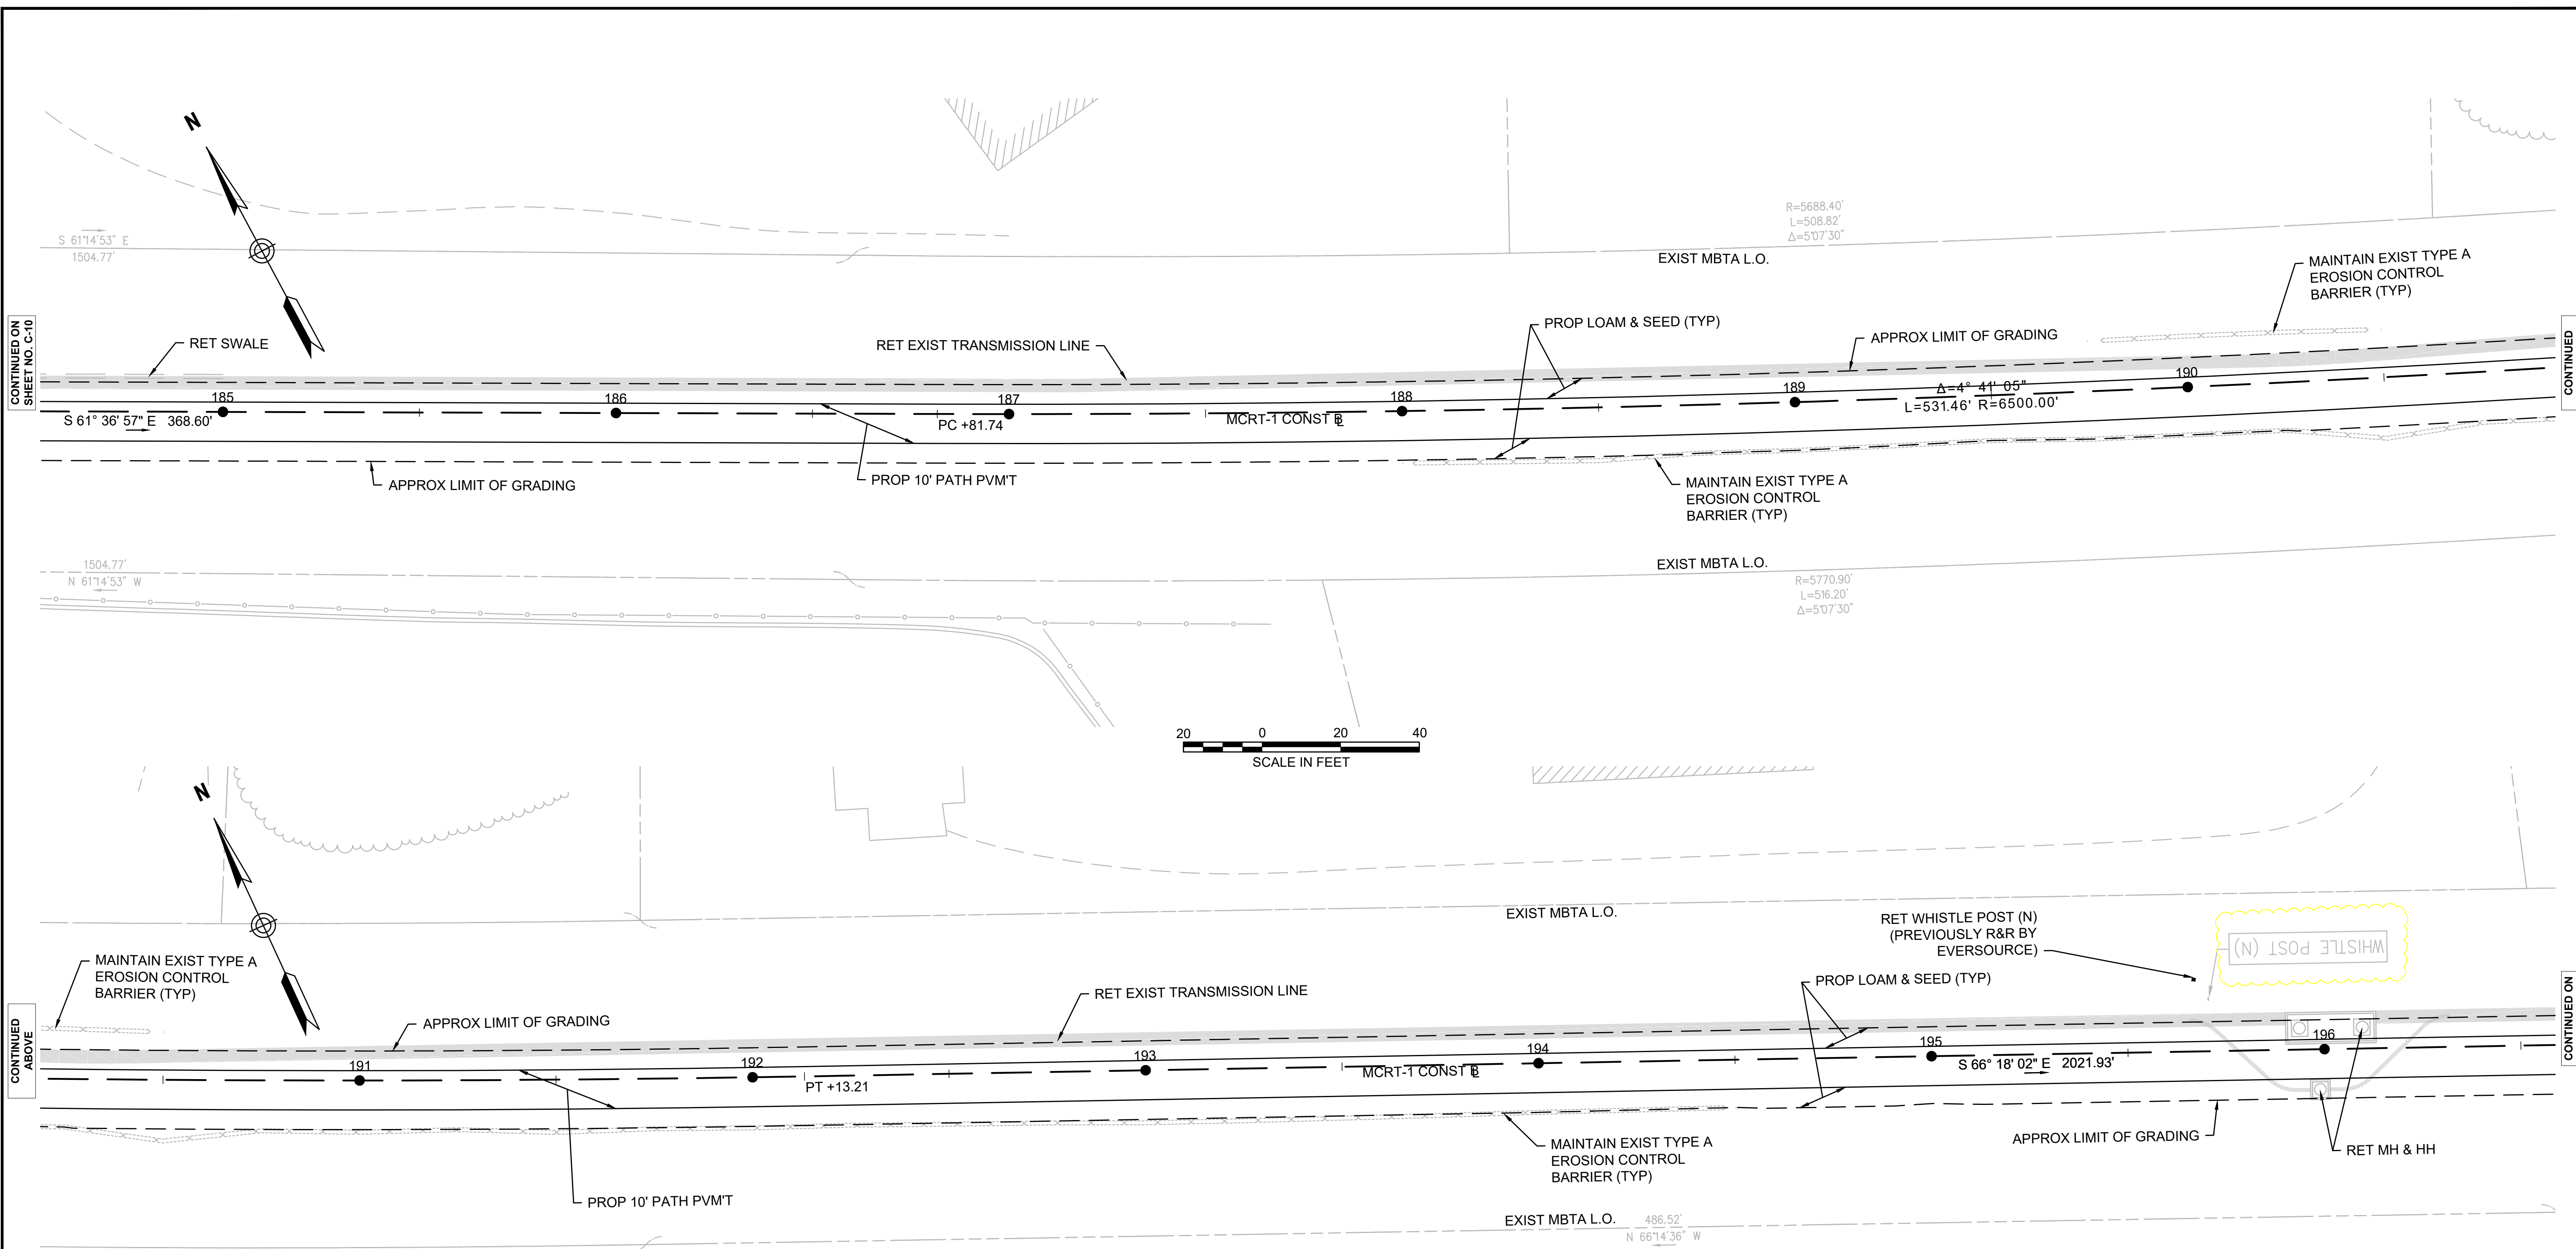 N
S 61°14'53" E
1504.77'
R=5688.40'
L=508.82'
Δ=5°07'30"
EXIST MBTA L.O.
MAINTAIN EXIST TYPE A
EROSION CONTROL
BARRIER (TYP)
CONTINUED ON
SHEET NO. C-10
RET SWALE
RET EXIST TRANSMISSION LINE
PROP LOAM & SEED (TYP)
APPROX LIMIT OF GRADING
CONTINUED
185
186
187
188
189
190
S 61° 36' 57" E 368.60'
PC +81.74
MCRT-1 CONST BL
Δ=4° 41' 05"
L=531.46' R=6500.00'
APPROX LIMIT OF GRADING
PROP 10' PATH PVM'T
MAINTAIN EXIST TYPE A
EROSION CONTROL
BARRIER (TYP)
1504.77'
N 61°14'53" W
EXIST MBTA L.O.
R=5770.90'
L=516.20'
Δ=5°07'30"
20 0 20 40
SCALE IN FEET
N
EXIST MBTA L.O.
RET WHISTLE POST (N)
(PREVIOUSLY R&R BY
EVERSOURCE)
WHISTLE POST (N)
MAINTAIN EXIST TYPE A
EROSION CONTROL
BARRIER (TYP)
CONTINUED
ABOVE
APPROX LIMIT OF GRADING
RET EXIST TRANSMISSION LINE
PROP LOAM & SEED (TYP)
CONTINUED ON
191
192
193
194
195
196
PT +13.21
MCRT-1 CONST BL
S 66° 18' 02" E 2021.93'
PROP 10' PATH PVM'T
MAINTAIN EXIST TYPE A
EROSION CONTROL
BARRIER (TYP)
APPROX LIMIT OF GRADING
RET MH & HH
EXIST MBTA L.O.
486.52'
N 66°14'36" W